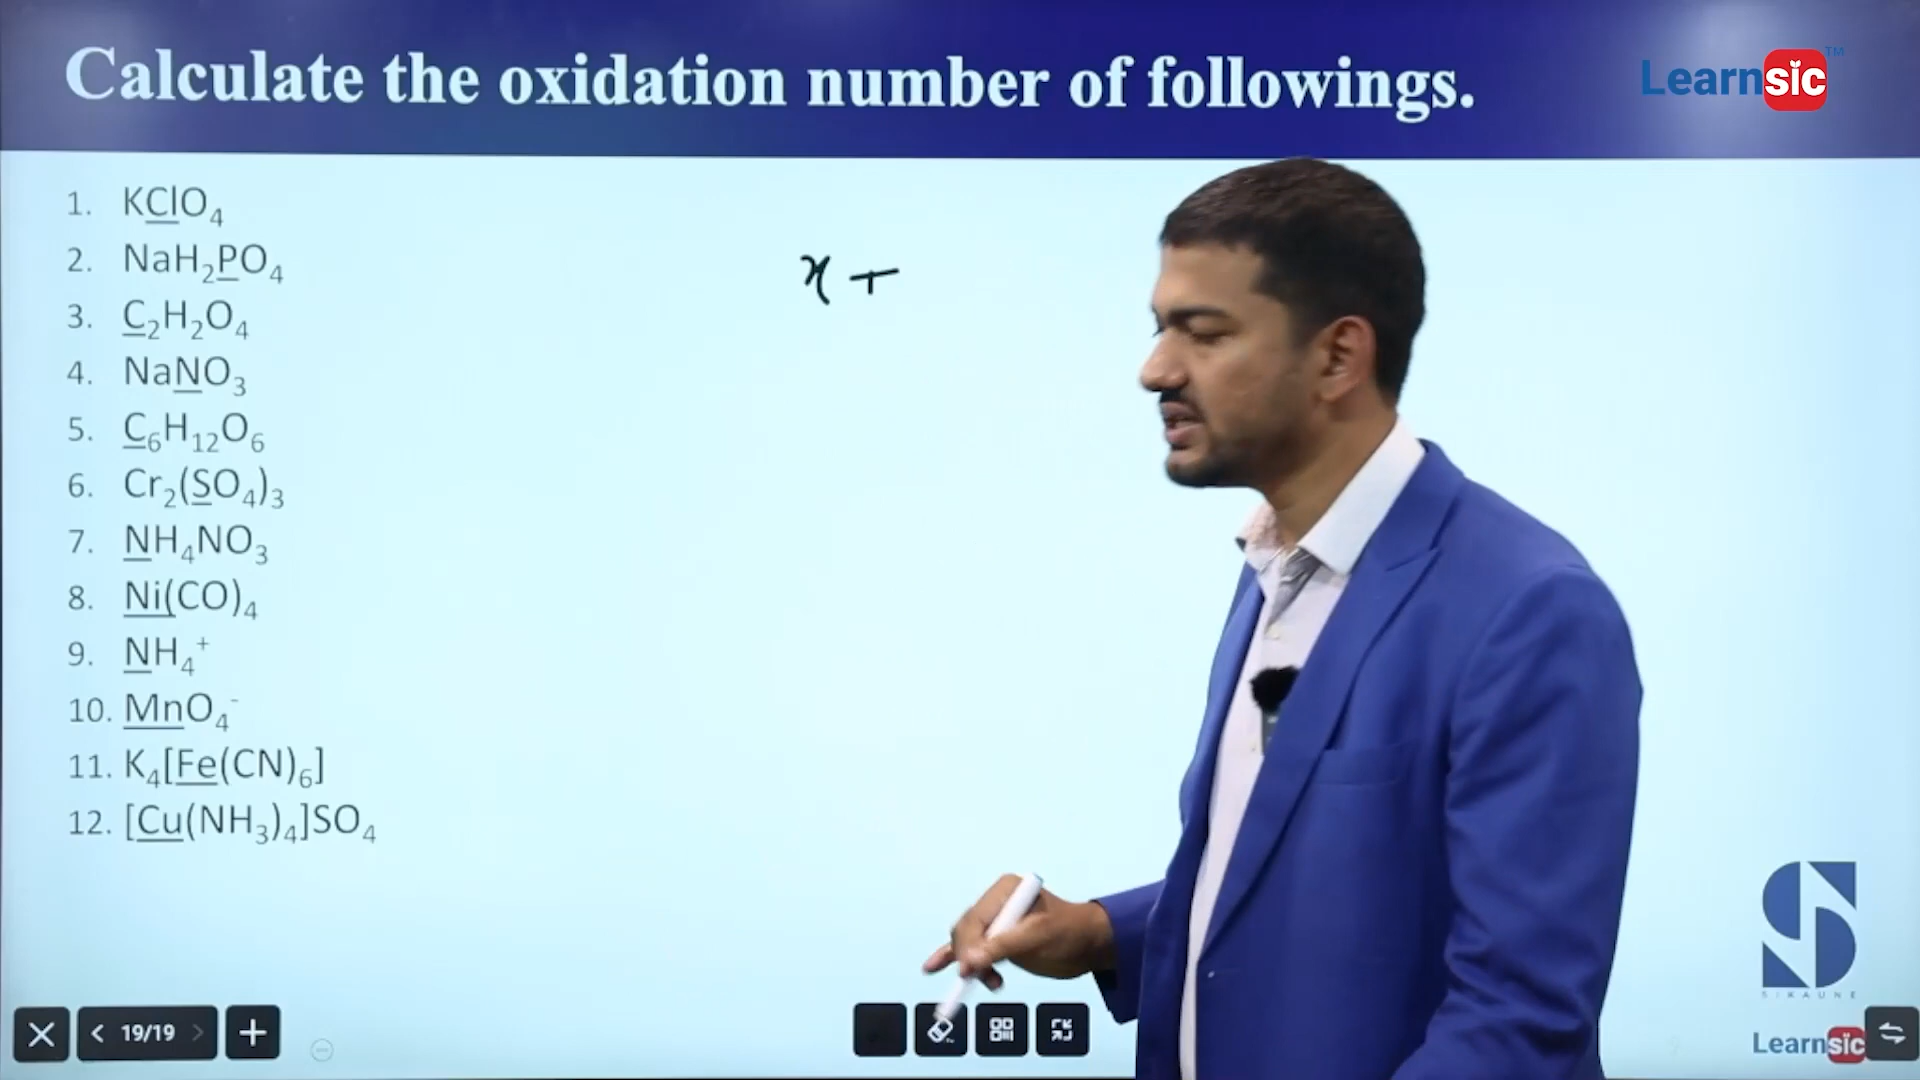 Calculate the oxidation number of followings.
Learnsic™
1. KClO₄
2. NaH₂PO₄
3. C₂H₂O₄
4. NaNO₃
5. C₆H₁₂O₆
6. Cr₂(SO₄)₃
7. NH₄NO₃
8. Ni(CO)₄
9. NH₄⁺
10. MnO₄⁻
11. K₄[Fe(CN)₆]
12. [Cu(NH₃)₄]SO₄
x +
SIKAUNE
Learnsic
19/19